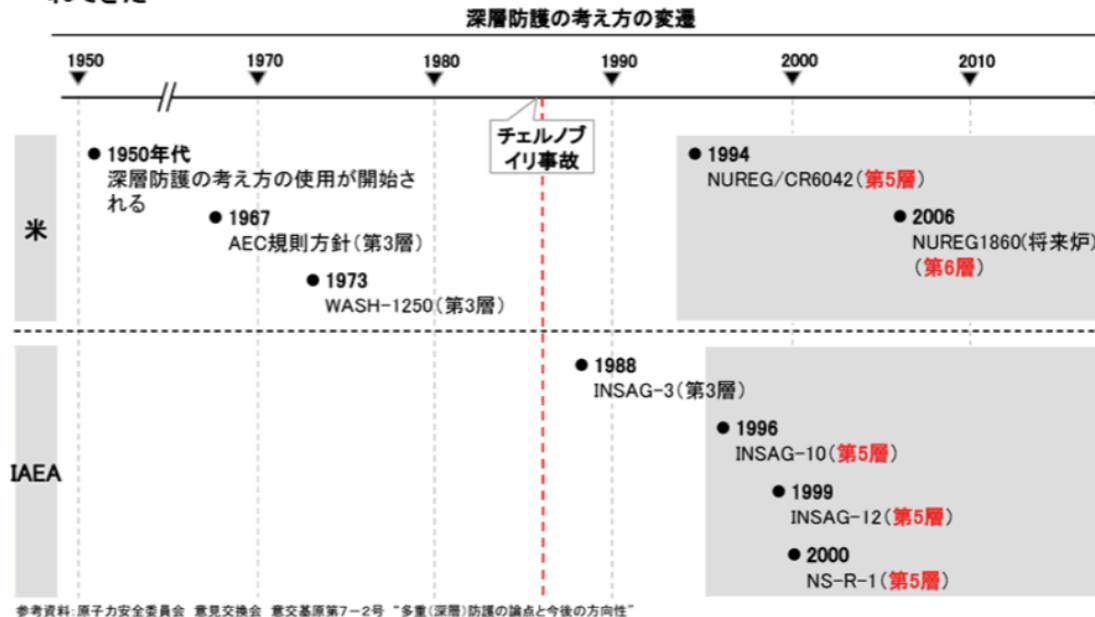 れてきた
深層防護の考え方の変遷
1950 1970 1980 1990 2000 2010
チェルノブ
イリ事故
米
1950年代
深層防護の考え方の使用が開始さ
れる
1967
AEC規則方針(第3層)
1973
WASH-1250(第3層)
1994
NUREG/CR6042(第5層)
2006
NUREG1860(将来炉)
(第6層)
IAEA
1988
INSAG-3(第3層)
1996
INSAG-10(第5層)
1999
INSAG-12(第5層)
2000
NS-R-1(第5層)
参考資料:原子力安全委員会 意見交換会 意交基原第7-2号 “多重(深層)防護の論点と今後の方向性”